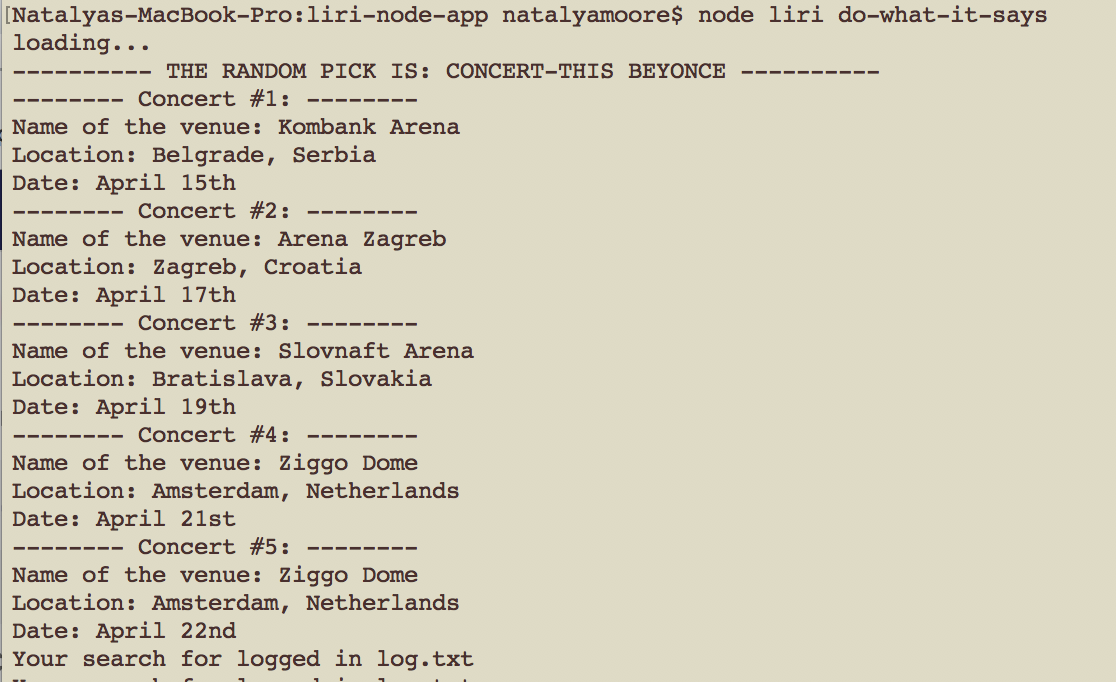 [Natalyas-MacBook-Pro:liri-node-app natalyamoore$ node liri do-what-it-says
loading...
---------- THE RANDOM PICK IS: CONCERT-THIS BEYONCE ----------
-------- Concert #1: --------
Name of the venue: Kombank Arena
Location: Belgrade, Serbia
Date: April 15th
-------- Concert #2: --------
Name of the venue: Arena Zagreb
Location: Zagreb, Croatia
Date: April 17th
-------- Concert #3: --------
Name of the venue: Slovnaft Arena
Location: Bratislava, Slovakia
Date: April 19th
-------- Concert #4: --------
Name of the venue: Ziggo Dome
Location: Amsterdam, Netherlands
Date: April 21st
-------- Concert #5: --------
Name of the venue: Ziggo Dome
Location: Amsterdam, Netherlands
Date: April 22nd
Your search for logged in log.txt